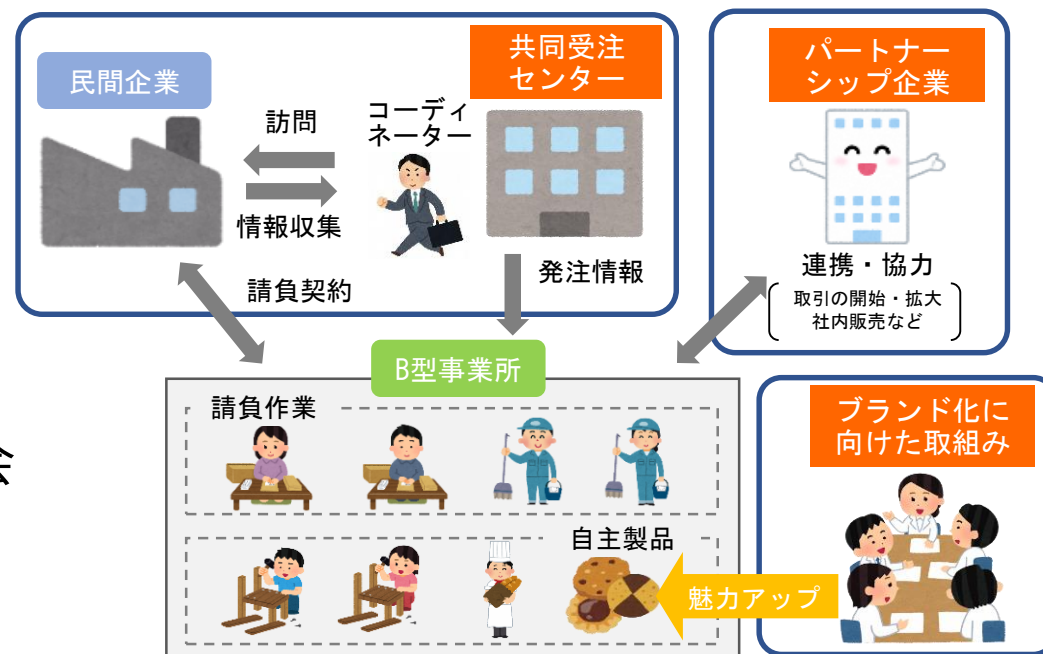 民間企業
共同受注
センター
訪問
コーディ
ネーター
情報収集
請負契約
発注情報
パートナー
シップ企業
連携・協力
取引の開始・拡大
社内販売など
B型事業所
請負作業
自主製品
魅力アップ
ブランド化に
向けた取組み
会